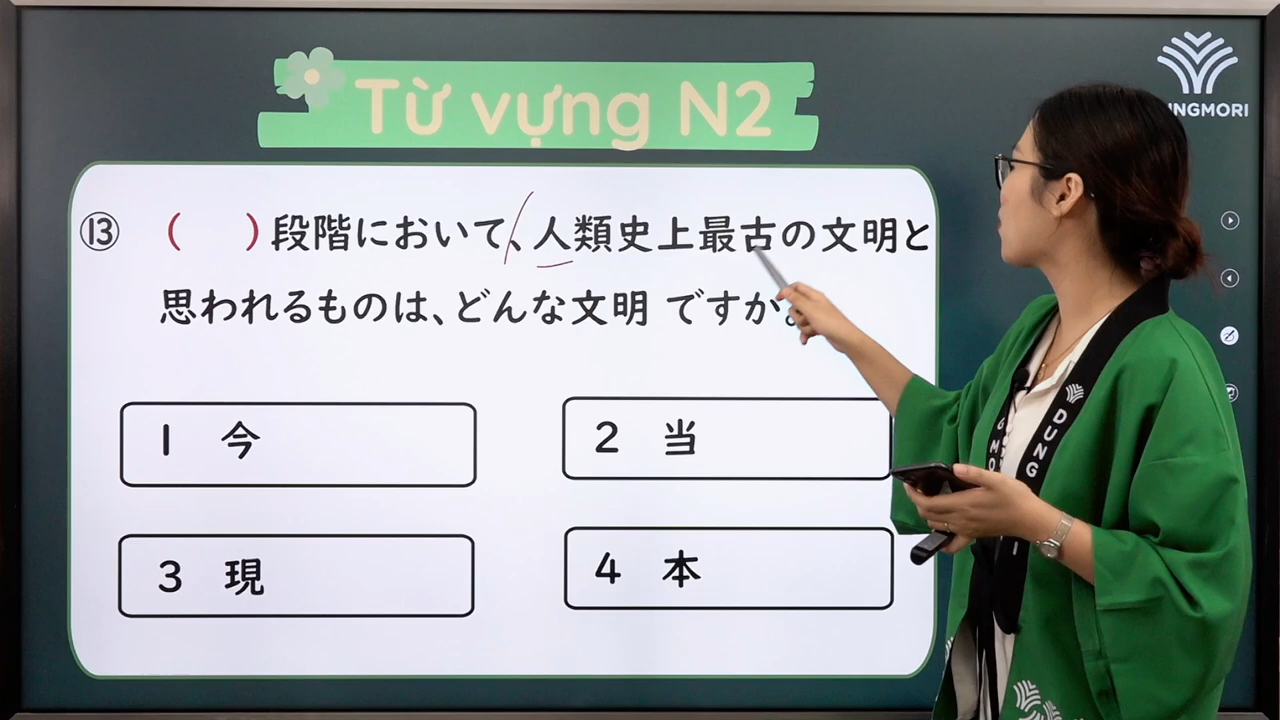 Từ vựng N2
NGMORI
⑬ ( )段階において、人類史上最古の文明と
思われるものは、どんな文明 ですか。
1 今
2 当
3 現
4 本
DUNG
G
MO